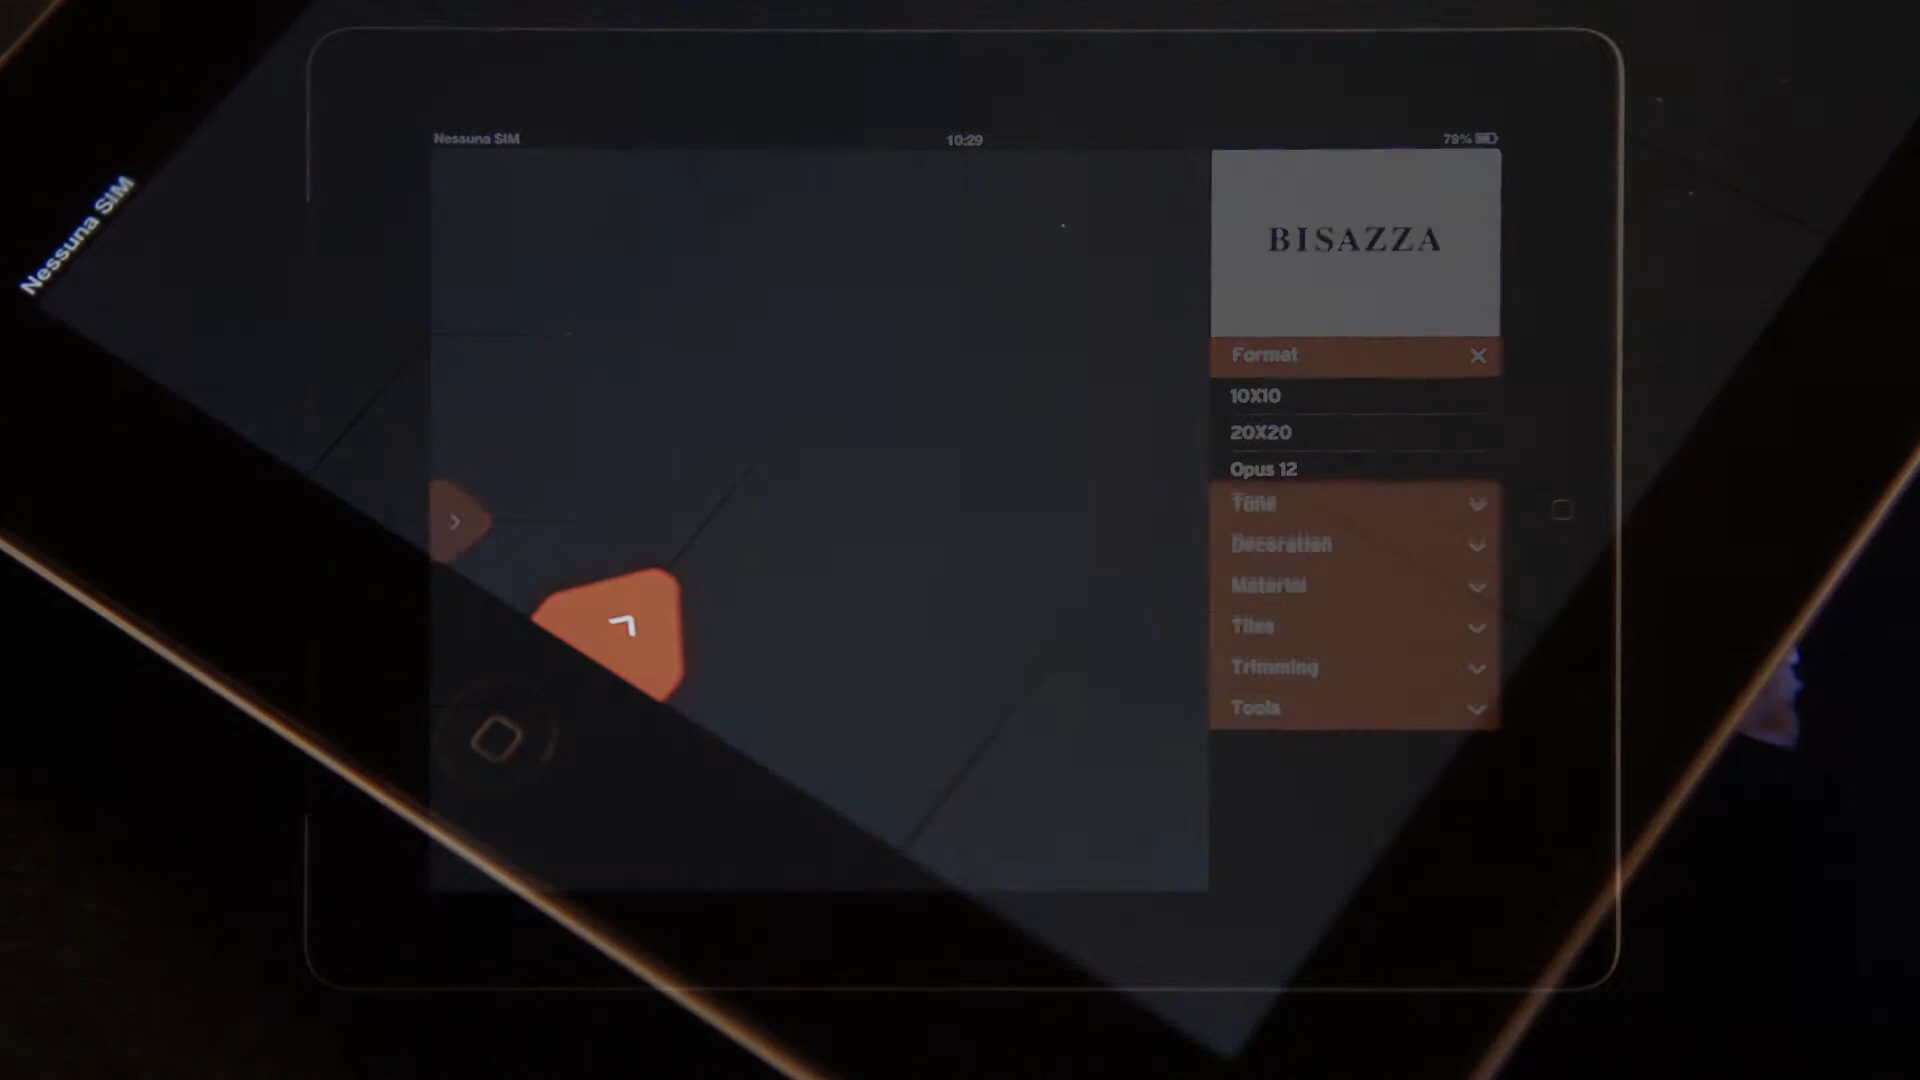 Nessuna SIM
10:29
79%
Nessuna SIM
BISAZZA
Format
10X10
20X20
Opus 12
Tone
Decoration
Material
Tiles
Trimming
Tools